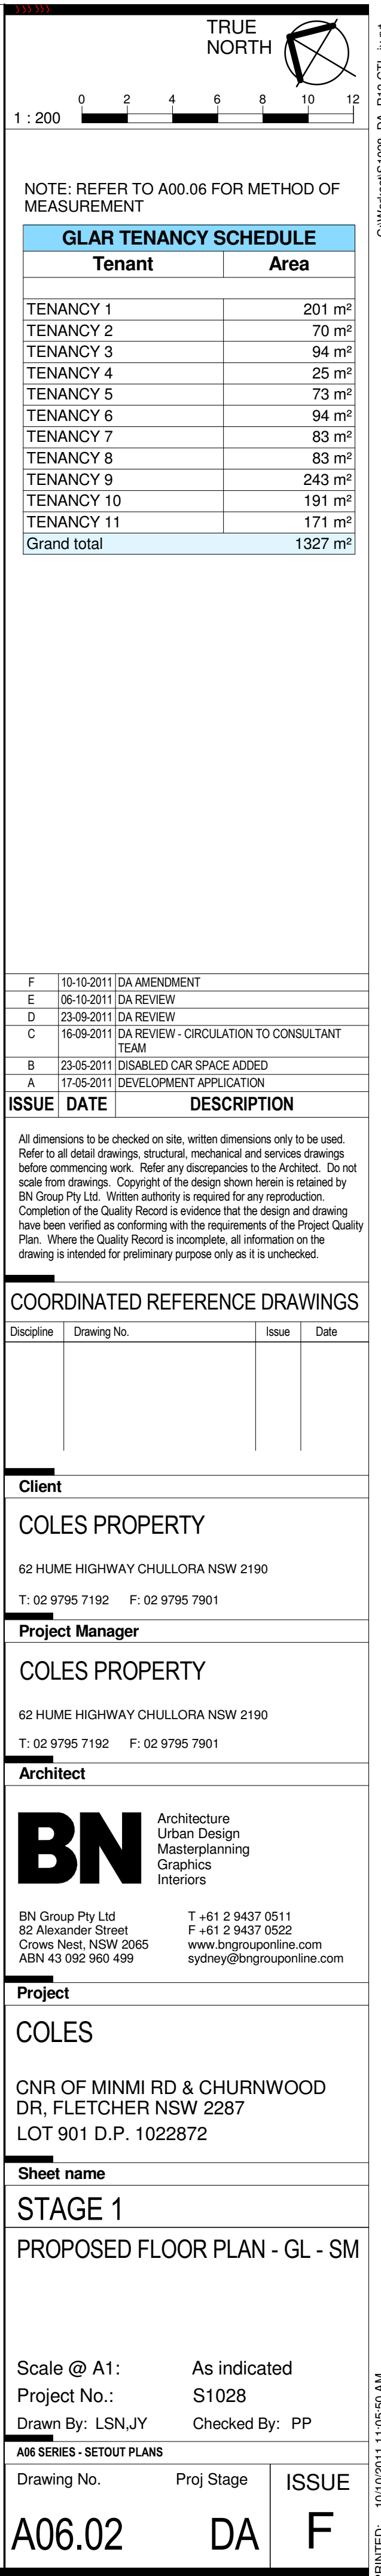 TRUE
NORTH
1 : 200
0 2 4 6 8 10 12
NOTE: REFER TO A00.06 FOR METHOD OF
MEASUREMENT
GLAR TENANCY SCHEDULE
Tenant Area
TENANCY 1 201 m²
TENANCY 2 70 m²
TENANCY 3 94 m²
TENANCY 4 25 m²
TENANCY 5 73 m²
TENANCY 6 94 m²
TENANCY 7 83 m²
TENANCY 8 83 m²
TENANCY 9 243 m²
TENANCY 10 191 m²
TENANCY 11 171 m²
Grand total 1327 m²
F 10-10-2011 DA AMENDMENT
E 06-10-2011 DA REVIEW
D 23-09-2011 DA REVIEW
C 16-09-2011 DA REVIEW - CIRCULATION TO CONSULTANT
TEAM
B 23-05-2011 DISABLED CAR SPACE ADDED
A 17-05-2011 DEVELOPMENT APPLICATION
ISSUE DATE DESCRIPTION
All dimensions to be checked on site, written dimensions only to be used.
Refer to all detail drawings, structural, mechanical and services drawings
before commencing work. Refer any discrepancies to the Architect. Do not
scale from drawings. Copyright of the design shown herein is retained by
BN Group Pty Ltd. Written authority is required for any reproduction.
Completion of the Quality Record is evidence that the design and drawing
have been verified as conforming with the requirements of the Project Quality
Plan. Where the Quality Record is incomplete, all information on the
drawing is intended for preliminary purpose only as it is unchecked.
COORDINATED REFERENCE DRAWINGS
Discipline Drawing No. Issue Date
Client
COLES PROPERTY
62 HUME HIGHWAY CHULLORA NSW 2190
T: 02 9795 7192 F: 02 9795 7901
Project Manager
COLES PROPERTY
62 HUME HIGHWAY CHULLORA NSW 2190
T: 02 9795 7192 F: 02 9795 7901
Architect
BN
Architecture
Urban Design
Masterplanning
Graphics
Interiors
BN Group Pty Ltd
82 Alexander Street
Crows Nest, NSW 2065
ABN 43 092 960 499
T +61 2 9437 0511
F +61 2 9437 0522
www.bngrouponline.com
sydney@bngrouponline.com
Project
COLES
CNR OF MINMI RD & CHURNWOOD
DR, FLETCHER NSW 2287
LOT 901 D.P. 1022872
Sheet name
STAGE 1
PROPOSED FLOOR PLAN - GL - SM
Scale @ A1: As indicated
Project No.: S1028
Drawn By: LSN,JY Checked By: PP
A06 SERIES - SETOUT PLANS
Drawing No. Proj Stage ISSUE
A06.02 DA F
PRINTED: 10/10/2011 11:05:59 AM